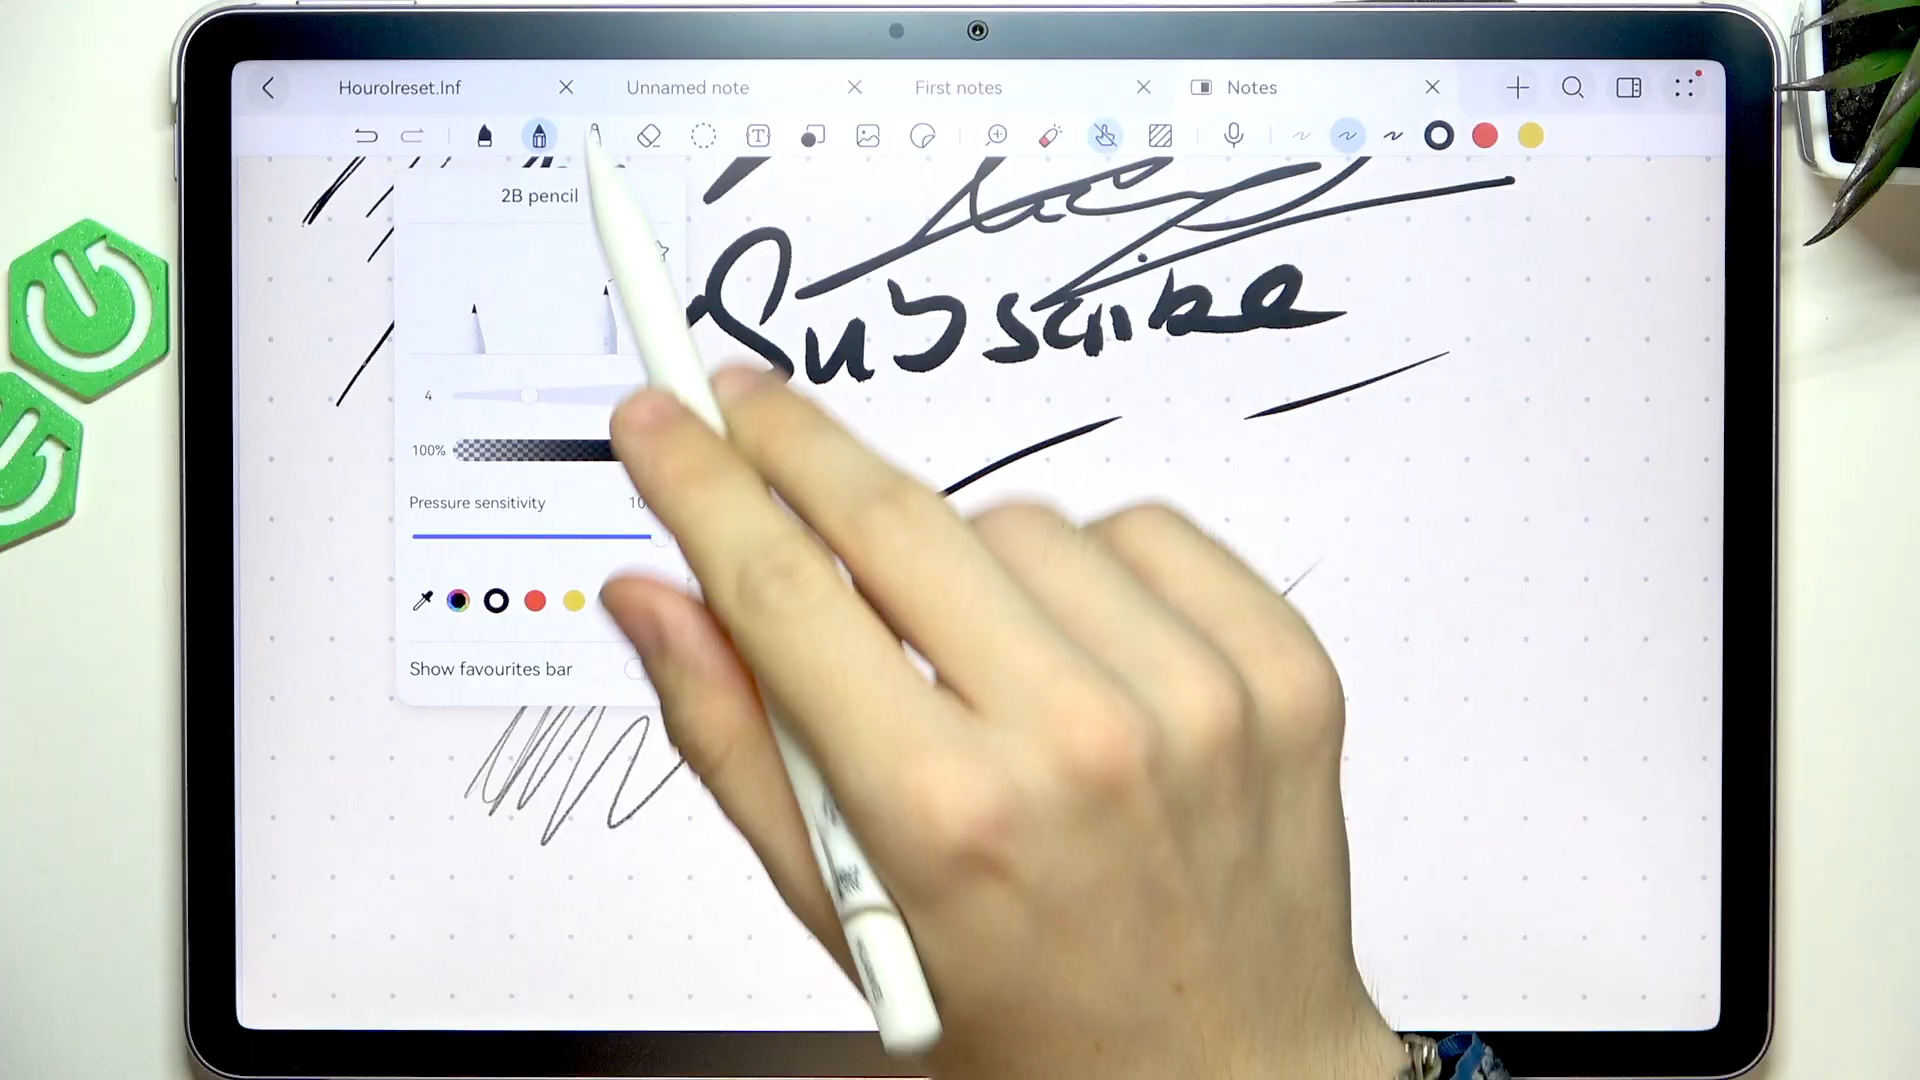 Hourolreset.Inf Unnamed note First notes Notes
2B pencil
Subscribe
4
100%
Pressure sensitivity
Show favourites bar